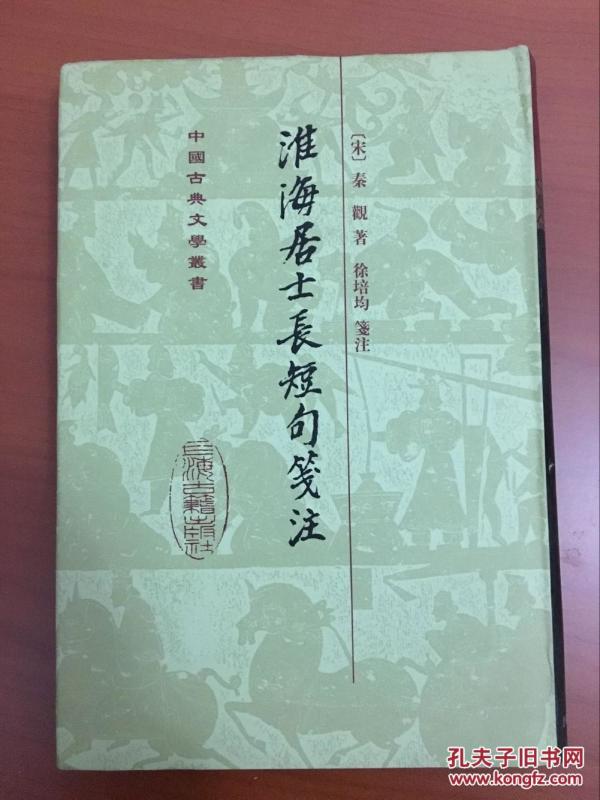 〔宋〕秦觀著 徐培均箋注
淮海居士長短句箋注
中國古典文學叢書
上海古籍出版社
孔夫子旧书网
www.kongfz.com